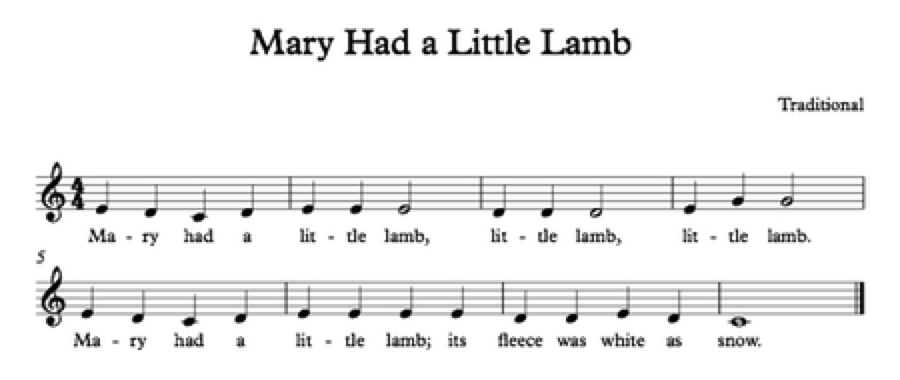 Mary Had a Little Lamb
Traditional
4
4
Ma - ry had a lit - tle lamb, lit - tle lamb, lit - tle lamb.
5
Ma - ry had a lit - tle lamb; its fleece was white as snow.